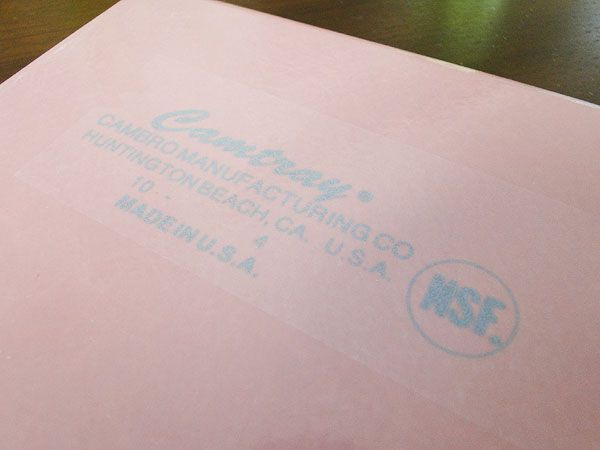 Camtray®
CAMBRO MANUFACTURING CO
HUNTINGTON BEACH, CA. U.S.A.
10 4
MADE IN U.S.A.
NSF